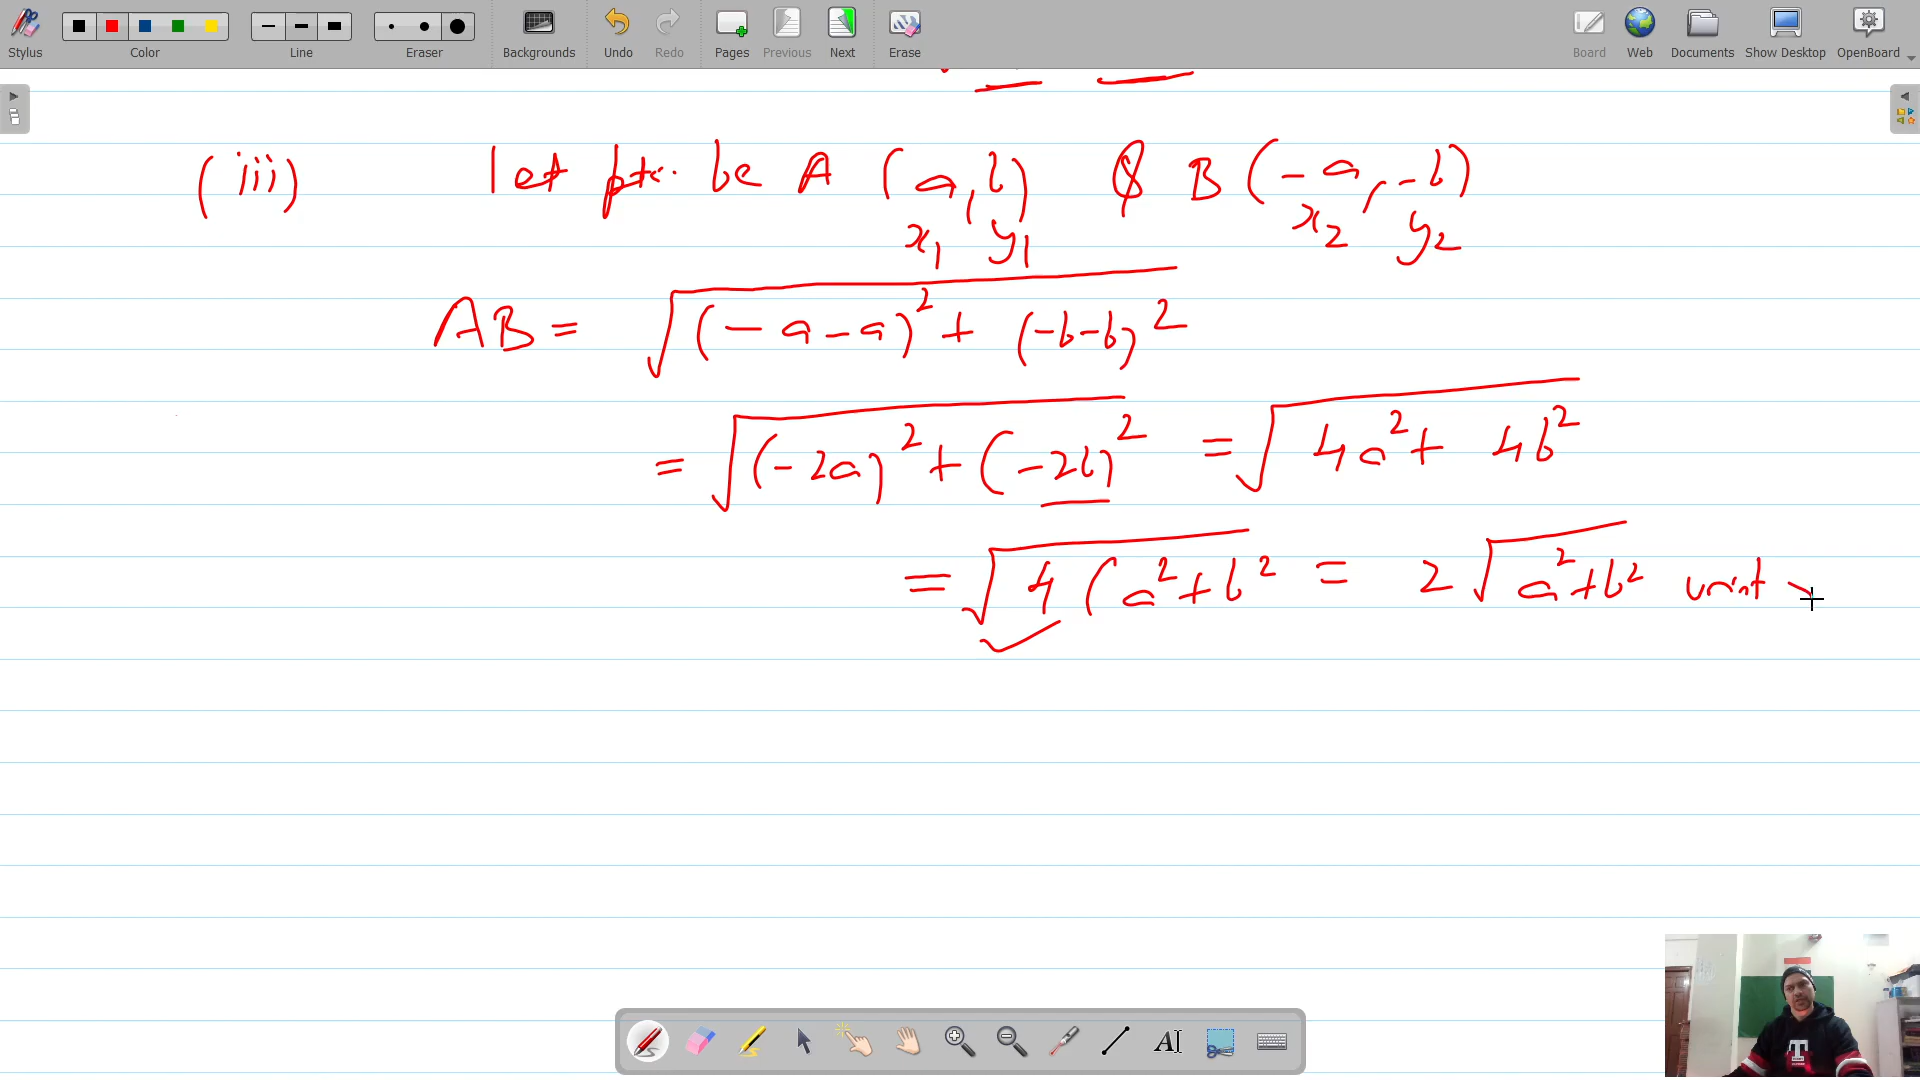 Stylus Color Line Eraser Backgrounds Undo Redo Pages Previous Next Erase Board Web Documents Show Desktop OpenBoard
(iii) let pts. be A (a, b) & B (-a, -b)
x₁ y₁ x₂ y₂
AB = √(-a-a)² + (-b-b)²
= √(-2a)² + (-2b)² = √4a² + 4b²
= √4(a²+b² = 2√a²+b² unit